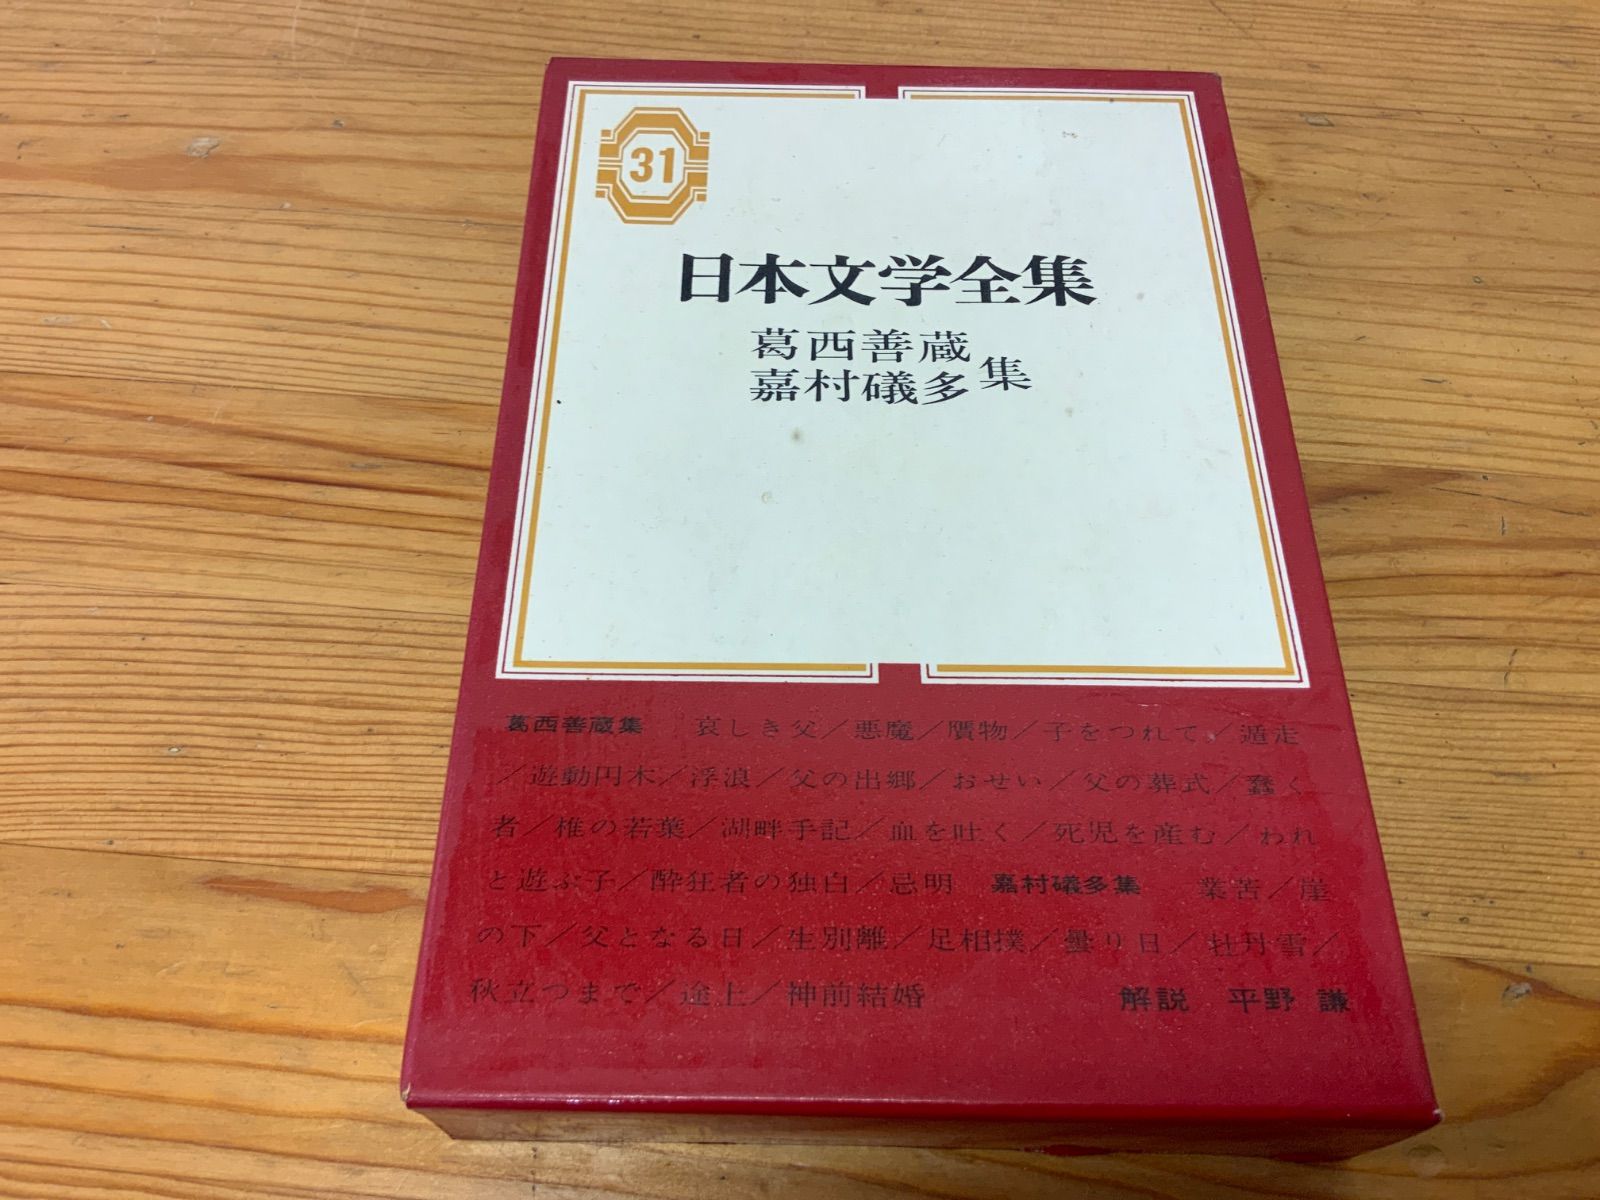 31
日本文学全集
葛西善蔵
嘉村礒多 集
葛西善蔵集 哀しき父／悪魔／贋物／子をつれて／遁走
／遊動円木／浮浪／父の出郷／おせい／父の葬式／蠢く
者／椎の若葉／湖畔手記／血を吐く／死児を産む／われ
と遊ぶ子／酔狂者の独白／忌明 嘉村礒多集 業苦／崖
の下／父となる日／生別離／足相撲／曇り日／牡丹雪／
秋立つまで／途上／神前結婚 解説 平野 謙